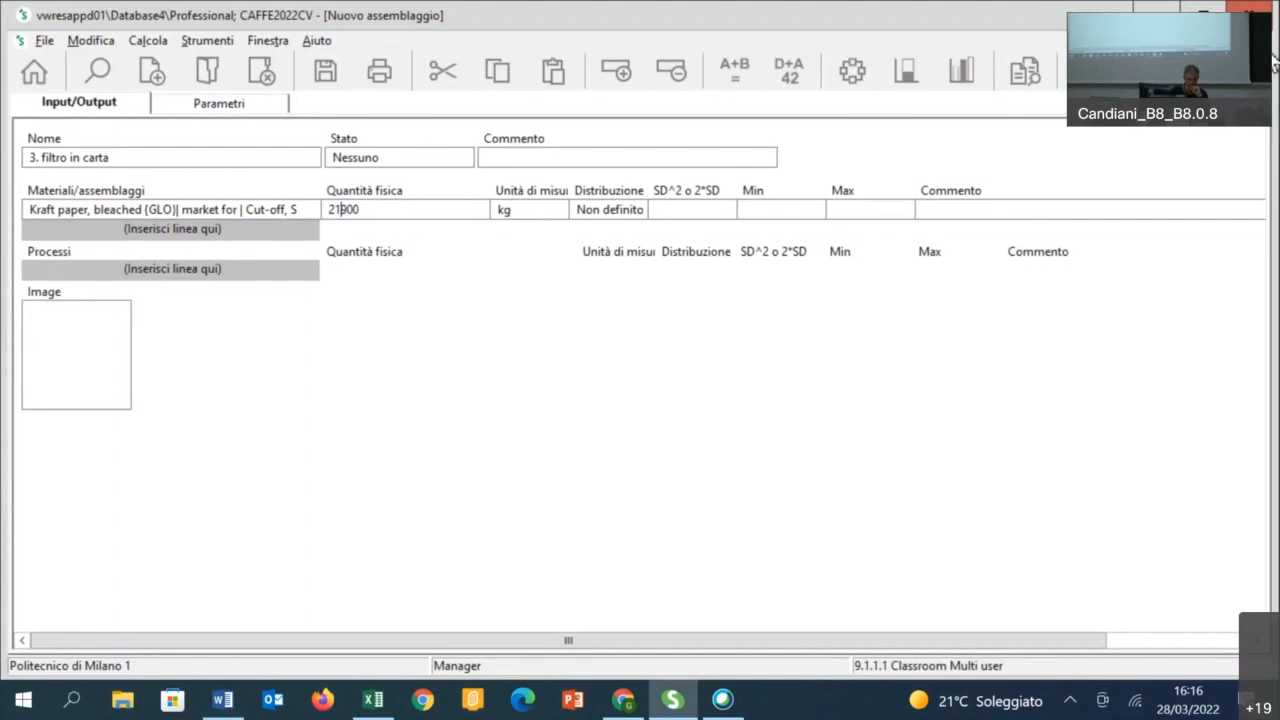 vwresappd01\Database4\Professional; CAFFE2022CV - [Nuovo assemblaggio]
File Modifica Calcola Strumenti Finestra Aiuto
A+B = D+A 42
Candiani_B8_B8.0.8
Input/Output Parametri
Nome Stato Commento
3. filtro in carta Nessuno
Materiali/assemblaggi Quantità fisica Unità di misu Distribuzione SD^2 o 2*SD Min Max Commento
Kraft paper, bleached {GLO}| market for | Cut-off, S 21900 kg Non definito
(Inserisci linea qui)
Processi Quantità fisica Unità di misu Distribuzione SD^2 o 2*SD Min Max Commento
(Inserisci linea qui)
Image
Politecnico di Milano 1 Manager 9.1.1.1 Classroom Multi user
21°C Soleggiato 16:16
28/03/2022
+19